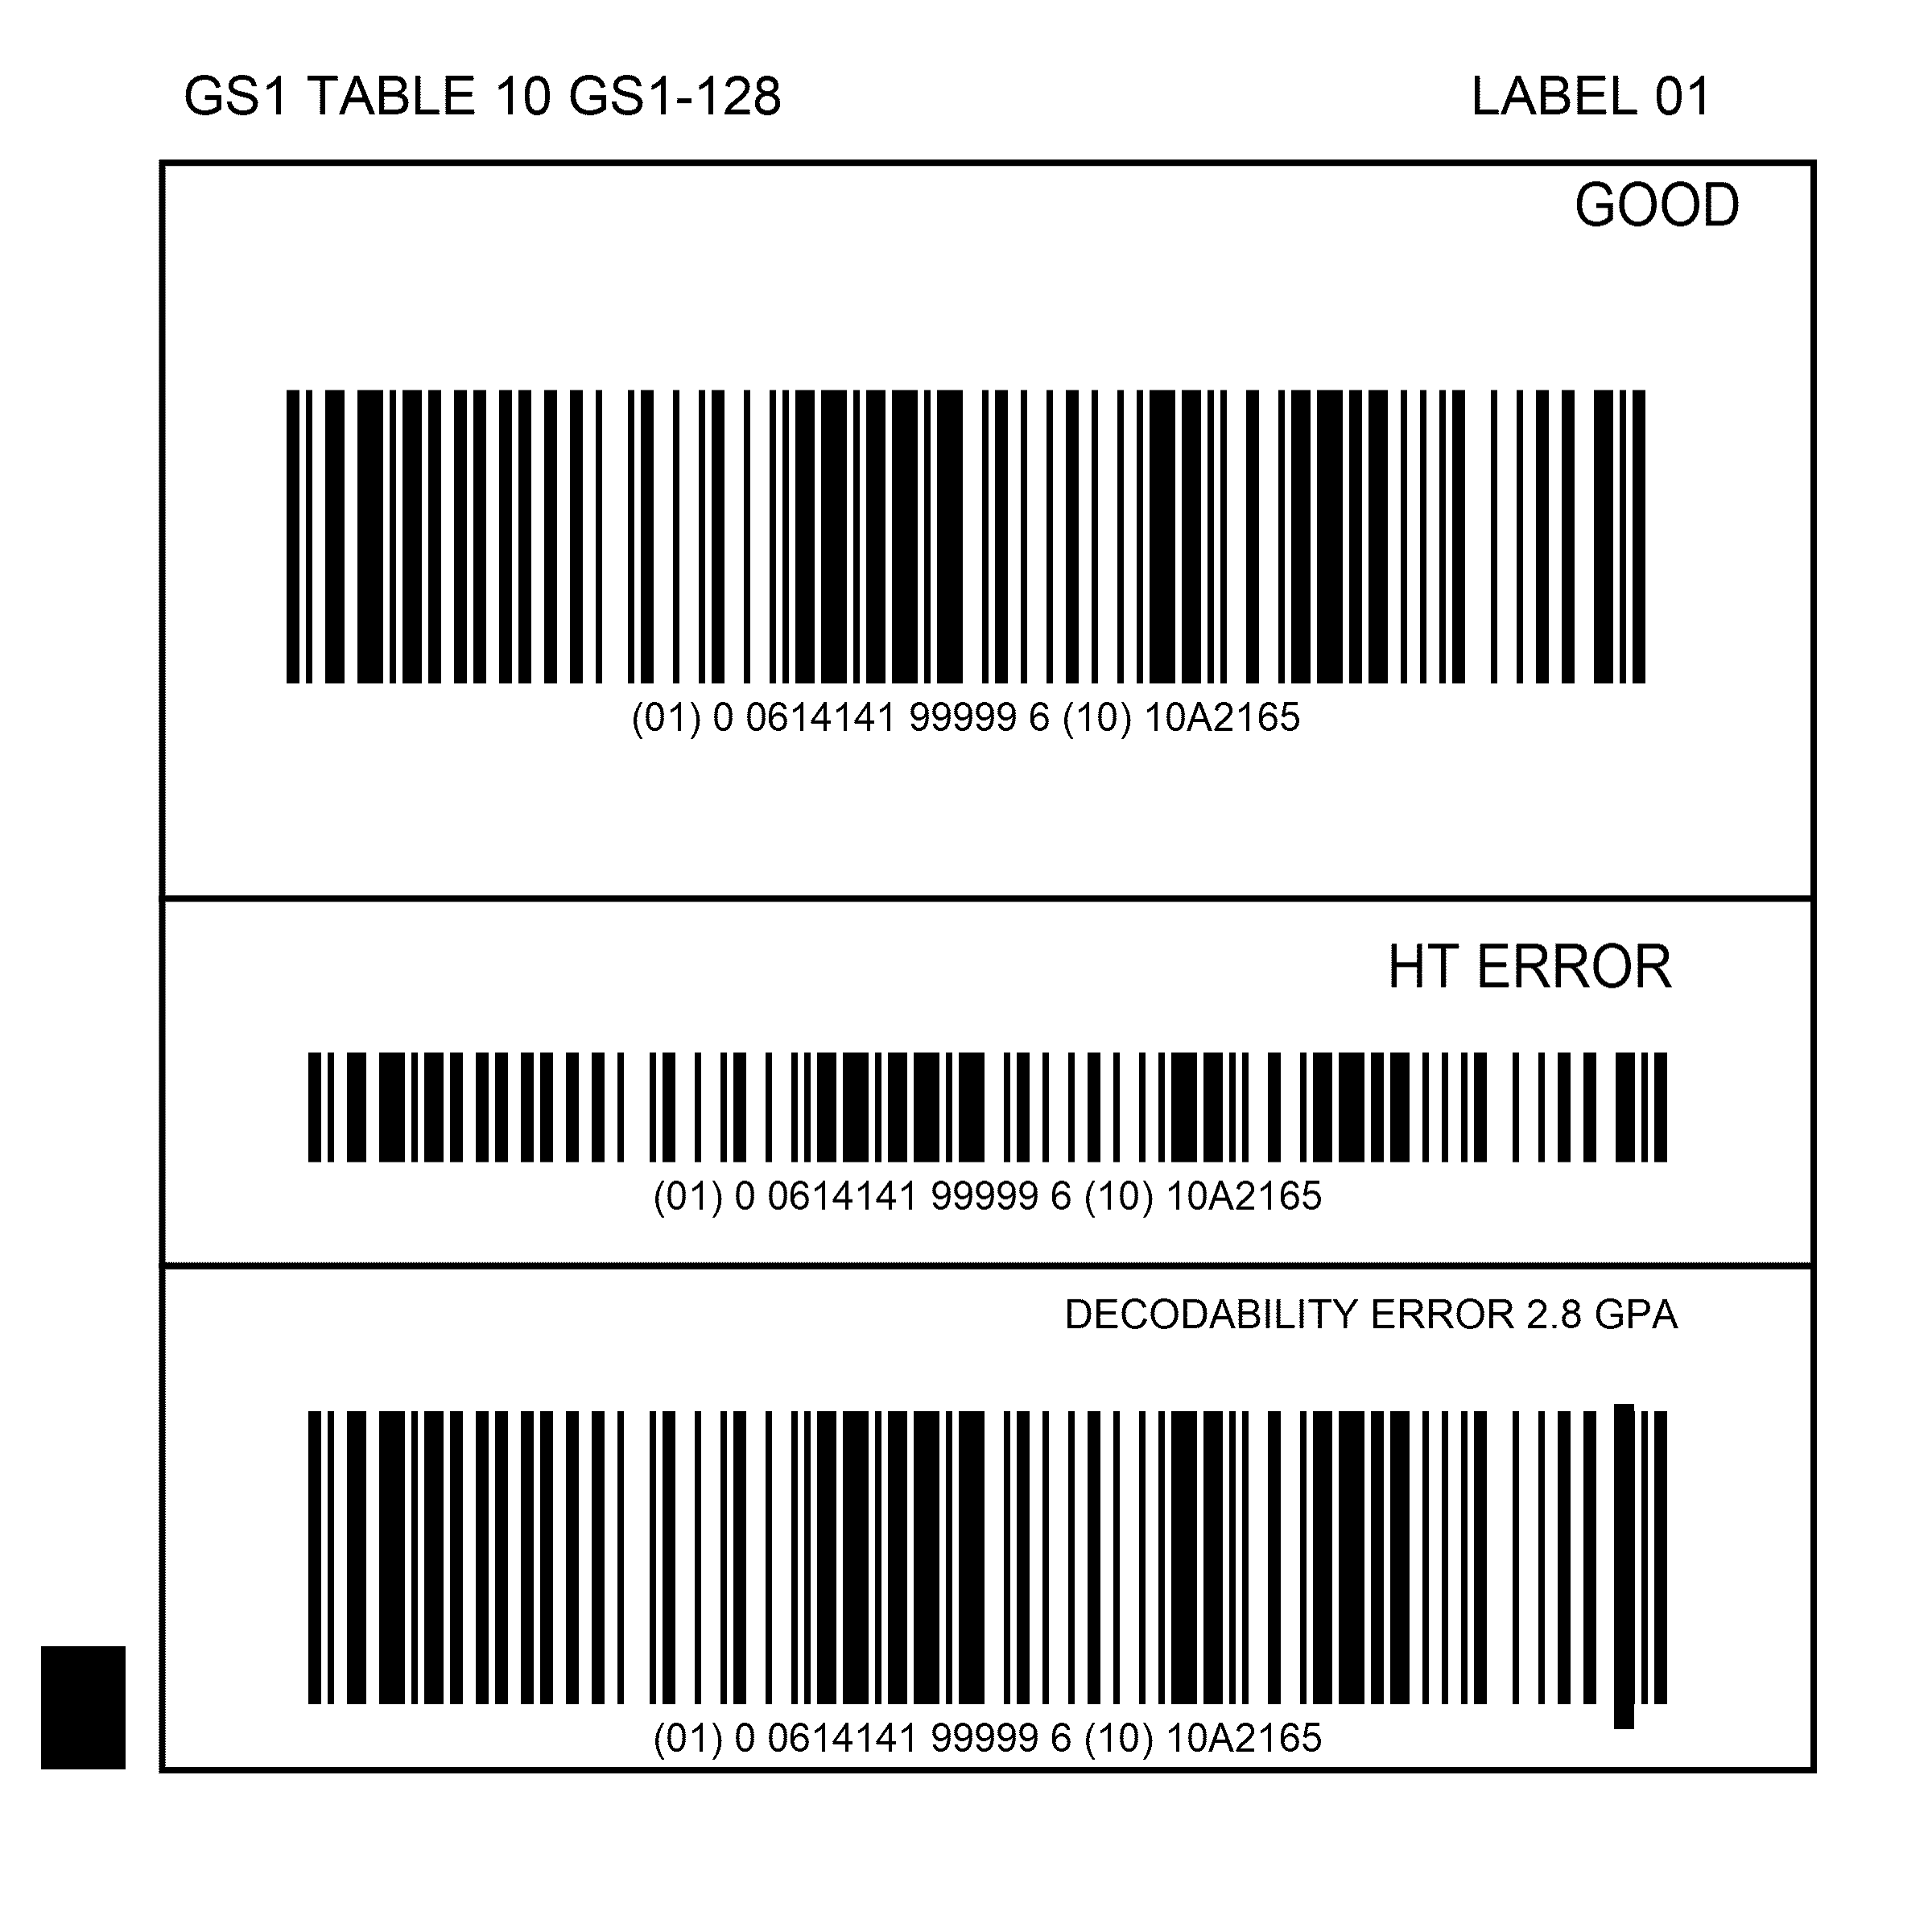 GS1 TABLE 10 GS1-128 LABEL 01
GOOD
(01) 0 0614141 99999 6 (10) 10A2165
HT ERROR
(01) 0 0614141 99999 6 (10) 10A2165
DECODABILITY ERROR 2.8 GPA
(01) 0 0614141 99999 6 (10) 10A2165